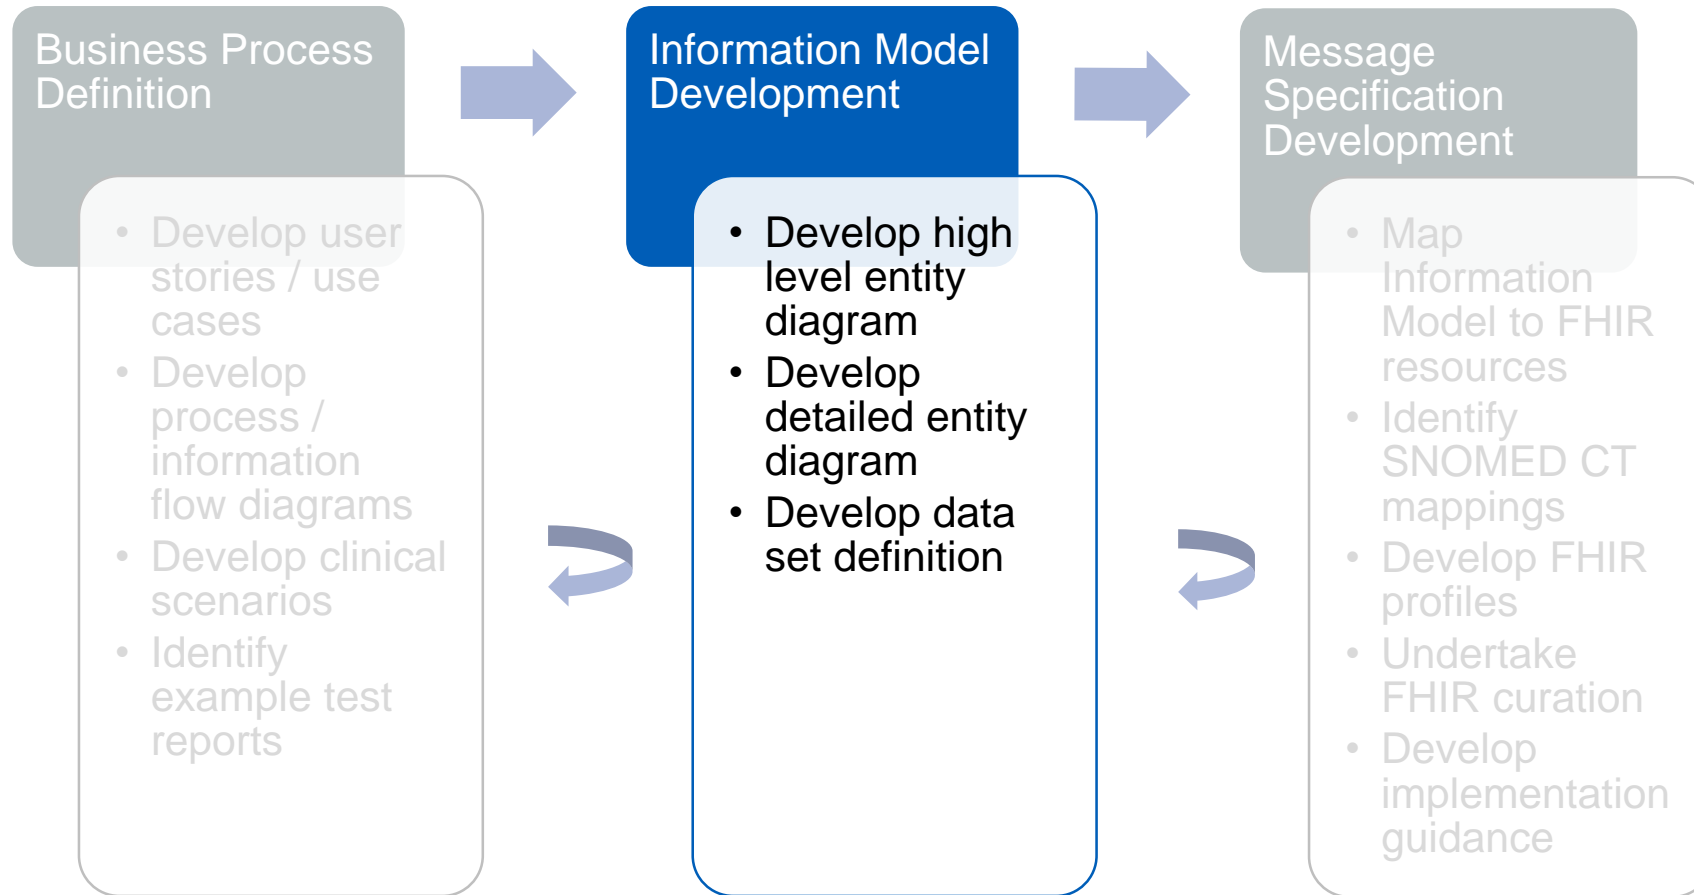 Business Process
Definition
• Develop user
stories / use
cases
• Develop
process /
information
flow diagrams
• Develop clinical
scenarios
• Identify
example test
reports
Information Model
Development
• Develop high
level entity
diagram
• Develop
detailed entity
diagram
• Develop data
set definition
Message
Specification
Development
• Map
Information
Model to FHIR
resources
• Identify
SNOMED CT
mappings
• Develop FHIR
profiles
• Undertake
FHIR curation
• Develop
implementation
guidance